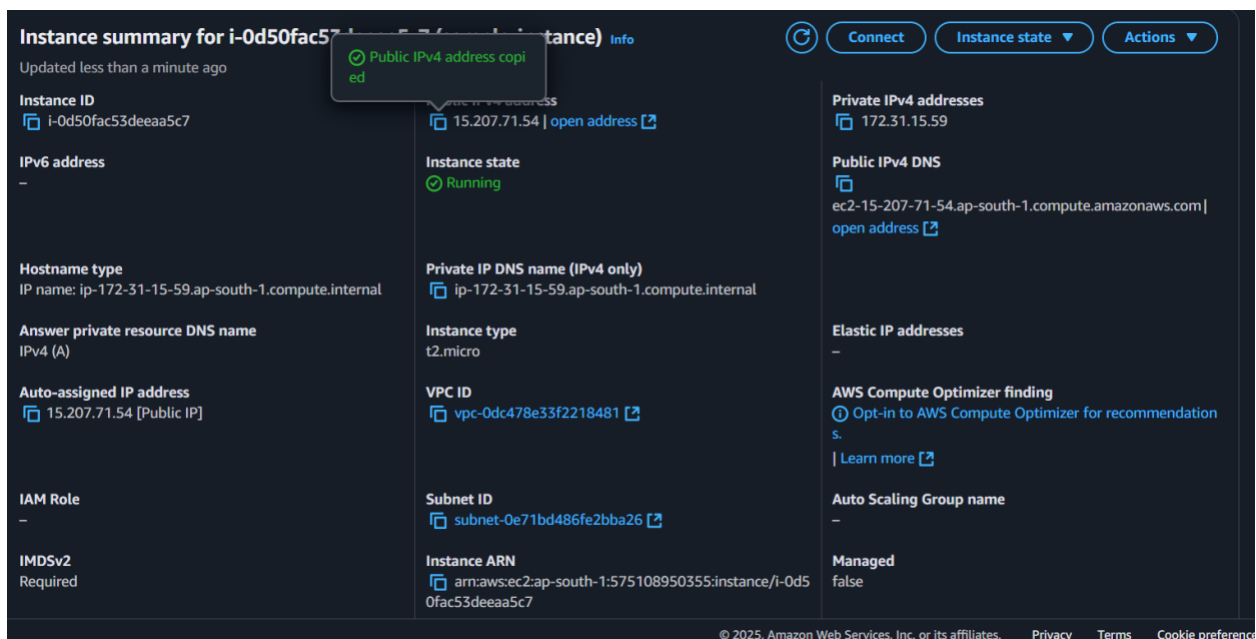 Instance summary for i-0d50fac53 tance) Info
Connect
Instance state
Actions
Updated less than a minute ago
Public IPv4 address copi
ed
Instance ID
i-0d50fac53deeaa5c7
15.207.71.54 | open address
Private IPv4 addresses
172.31.15.59
IPv6 address
–
Instance state
Running
Public IPv4 DNS
ec2-15-207-71-54.ap-south-1.compute.amazonaws.com |
open address
Hostname type
IP name: ip-172-31-15-59.ap-south-1.compute.internal
Private IP DNS name (IPv4 only)
ip-172-31-15-59.ap-south-1.compute.internal
Answer private resource DNS name
IPv4 (A)
Instance type
t2.micro
Elastic IP addresses
–
Auto-assigned IP address
15.207.71.54 [Public IP]
VPC ID
vpc-0dc478e33f2218481
AWS Compute Optimizer finding
Opt-in to AWS Compute Optimizer for recommendation
s.
| Learn more
IAM Role
–
Subnet ID
subnet-0e71bd486fe2bba26
Auto Scaling Group name
–
IMDSv2
Required
Instance ARN
arn:aws:ec2:ap-south-1:575108950355:instance/i-0d5
0fac53deeaa5c7
Managed
false
© 2025, Amazon Web Services, Inc. or its affiliates. Privacy Terms Cookie preference